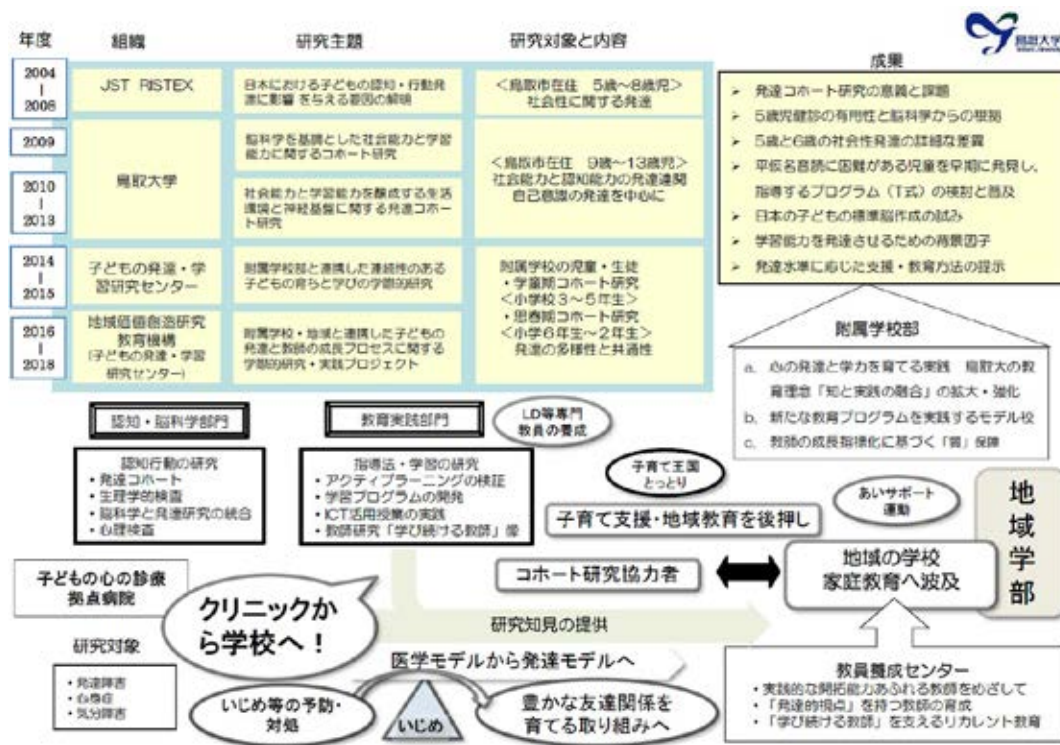 鳥取大学
年度
組織
研究主題
研究対象と内容
成果
2004
|
2008
JST RISTEX
日本における子どもの認知・行動発
達に影響を与える要因の解明
＜鳥取市在住 5歳～8歳児＞
社会性に関する発達
2009
鳥取大学
脳科学を基調とした社会能力と学習
能力に関するコホート研究
＜鳥取市在住 9歳～13歳児＞
社会能力と認知能力の発達連関
自己意識の発達を中心に
2010
|
2013
社会能力と学習能力を醸成する生活
環境と神経基盤に関する発達コホー
ト研究
2014
|
2015
子どもの発達・学
習研究センター
附属学校部と連携した連続性のある
子どもの育ちと学びの学際的研究
附属学校の児童・生徒
・学童期コホート研究
＜小学校3～5年生＞
・思春期コホート研究
＜小学6年生～2年生＞
発達の多様性と共通性
2016
|
2018
地域価値創造研究
教育機構
(子どもの発達・学習
研究センター)
附属学校・地域と連携した子どもの
発達と教師の成長プロセスに関する
学際的研究・実践プロジェクト
➢ 発達コホート研究の意義と課題
➢ 5歳児健診の有用性と脳科学からの根拠
➢ 5歳と6歳の社会性発達の詳細な差異
➢ 平仮名音読に困難がある児童を早期に発見し、
指導するプログラム（T式）の検討と普及
➢ 日本の子どもの標準脳作成の試み
➢ 学習能力を発達させるための背景因子
➢ 発達水準に応じた支援・教育方法の提示
附属学校部
a. 心の発達と学力を育てる実践 鳥取大の教
育理念「知と実践の融合」の拡大・強化
b. 新たな教育プログラムを実践するモデル校
c. 教師の成長指標化に基づく「質」保障
認知・脳科学部門
教育実践部門
LD等専門
教員の養成
認知行動の研究
・発達コホート
・生理学的検査
・脳科学と発達研究の統合
・心理検査
指導法・学習の研究
・アクティブラーニングの検証
・学習プログラムの開発
・ICT活用授業の実践
・教師研究「学び続ける教師」像
子育て王国
とっとり
あいサポート
運動
子育て支援・地域教育を後押し
地域学部
コホート研究協力者
地域の学校
家庭教育へ波及
子どもの心の診療
拠点病院
クリニックか
ら学校へ！
研究知見の提供
研究対象
・発達障害
・心身症
・気分障害
医学モデルから発達モデルへ
いじめ等の予防・
対処
いじめ
豊かな友達関係を
育てる取り組みへ
教員養成センター
・実践的な開拓能力あふれる教師をめざして
・「発達的視点」を持つ教師の育成
・「学び続ける教師」を支えるリカレント教育